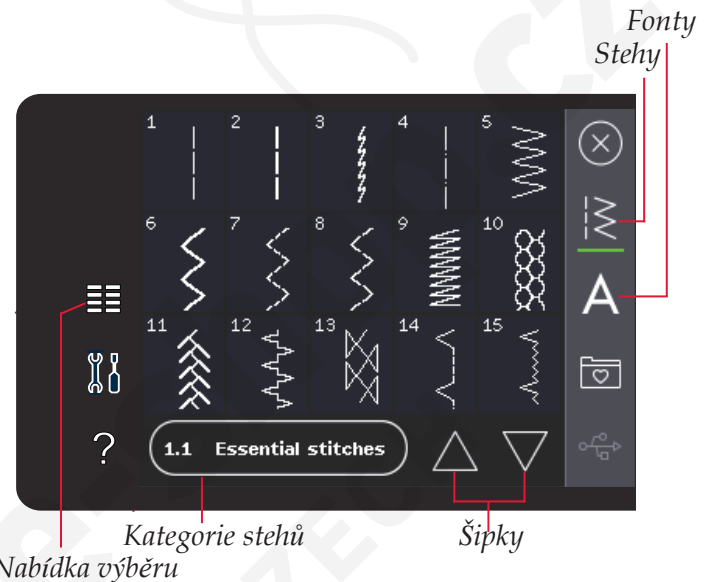 Fonty
Stehy
1 2 3 4 5
6 7 8 9 10
A
11 12 13 14 15
?
1.1 Essential stitches
Kategorie stehů
Šipky
Nabídka výběru